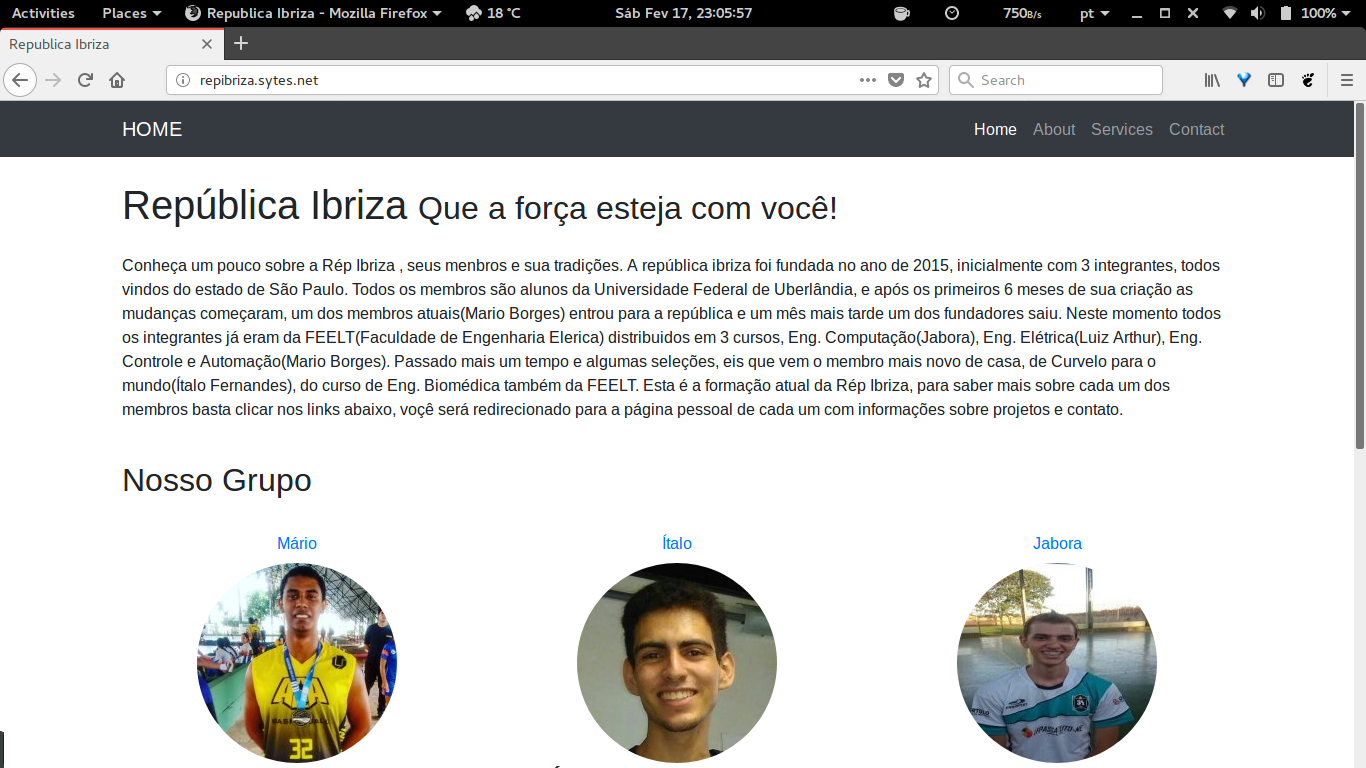 Activities Places Republica Ibriza - Mozilla Firefox 18 °C Sáb Fev 17, 23:05:57 750B/s pt 100%
Republica Ibriza
repibriza.sytes.net Search
HOME Home About Services Contact
República Ibriza Que a força esteja com você!
Conheça um pouco sobre a Rép Ibriza , seus menbros e sua tradições. A república ibriza foi fundada no ano de 2015, inicialmente com 3 integrantes, todos
vindos do estado de São Paulo. Todos os membros são alunos da Universidade Federal de Uberlândia, e após os primeiros 6 meses de sua criação as
mudanças começaram, um dos membros atuais(Mario Borges) entrou para a república e um mês mais tarde um dos fundadores saiu. Neste momento todos
os integrantes já eram da FEELT(Faculdade de Engenharia Elerica) distribuidos em 3 cursos, Eng. Computação(Jabora), Eng. Elétrica(Luiz Arthur), Eng.
Controle e Automação(Mario Borges). Passado mais um tempo e algumas seleções, eis que vem o membro mais novo de casa, de Curvelo para o
mundo(Ítalo Fernandes), do curso de Eng. Biomédica também da FEELT. Esta é a formação atual da Rép Ibriza, para saber mais sobre cada um dos
membros basta clicar nos links abaixo, voçê será redirecionado para a página pessoal de cada um com informações sobre projetos e contato.
Nosso Grupo
Mário Ítalo Jabora
32